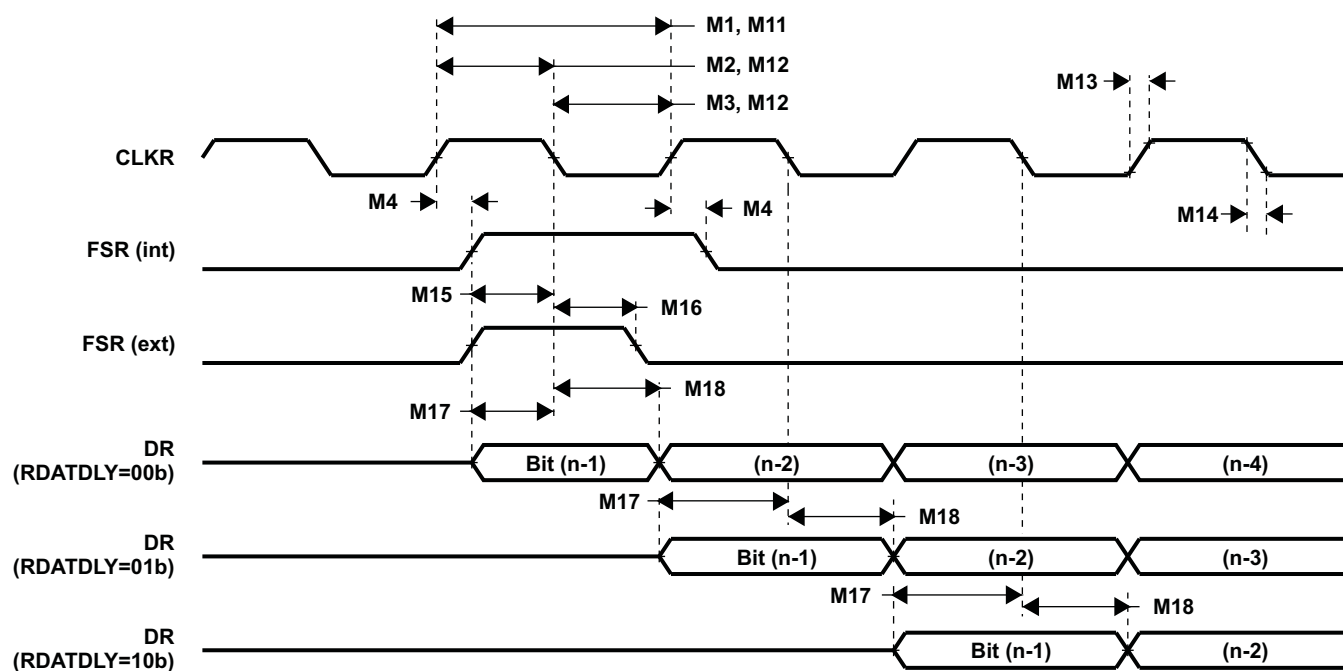 M1, M11
M2, M12
M13
M3, M12
CLKR
M4
M4
M14
FSR (int)
M15
M16
FSR (ext)
M18
M17
DR
(RDATDLY=00b)
Bit (n-1)
(n-2)
(n-3)
(n-4)
M17
M18
DR
(RDATDLY=01b)
Bit (n-1)
(n-2)
(n-3)
M17
M18
DR
(RDATDLY=10b)
Bit (n-1)
(n-2)